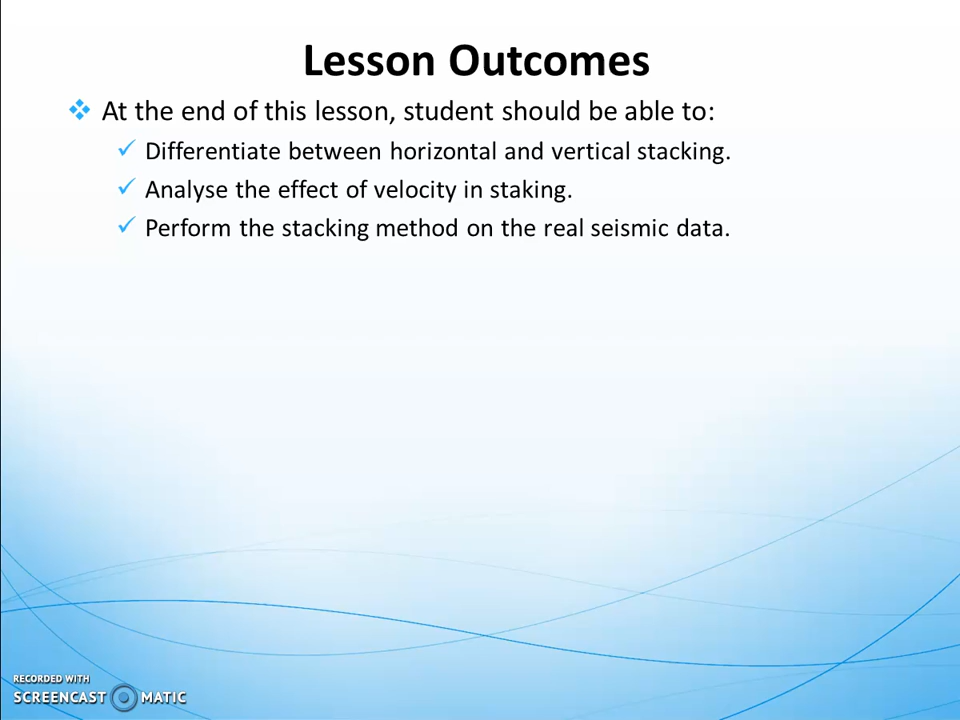 Lesson Outcomes
At the end of this lesson, student should be able to:
Differentiate between horizontal and vertical stacking.
Analyse the effect of velocity in staking.
Perform the stacking method on the real seismic data.
RECORDED WITH
SCREENCAST MATIC